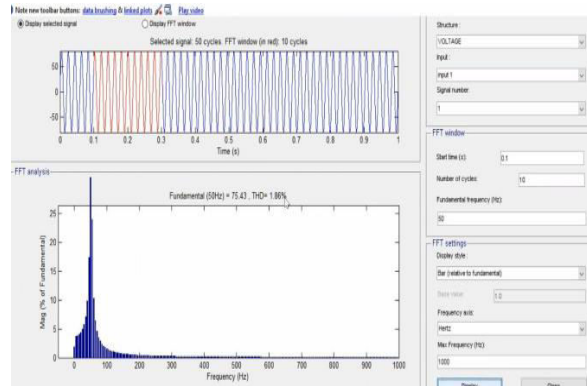 Note new toolbar buttons: data brushing & linked plots Play video
Display selected signal
Display FFT window
Selected signal: 50 cycles. FFT window (in red): 10 cycles
50
0
-50
0 0.1 0.2 0.3 0.4 0.5 0.6 0.7 0.8 0.9 1
Time (s)
FFT analysis
Fundamental (50Hz) = 75.43 , THD= 1.86%
25
20
15
10
5
0
Mag (% of Fundamental)
0 100 200 300 400 500 600 700 800 900 1000
Frequency (Hz)
Structure :
VOLTAGE
Input :
input 1
Signal number:
1
FFT window
Start time (s): 0.1
Number of cycles: 10
Fundamental frequency (Hz):
50
FFT settings
Display style :
Bar (relative to fundamental)
Base value: 1.0
Frequency axis:
Hertz
Max Frequency (Hz):
1000
Display Close